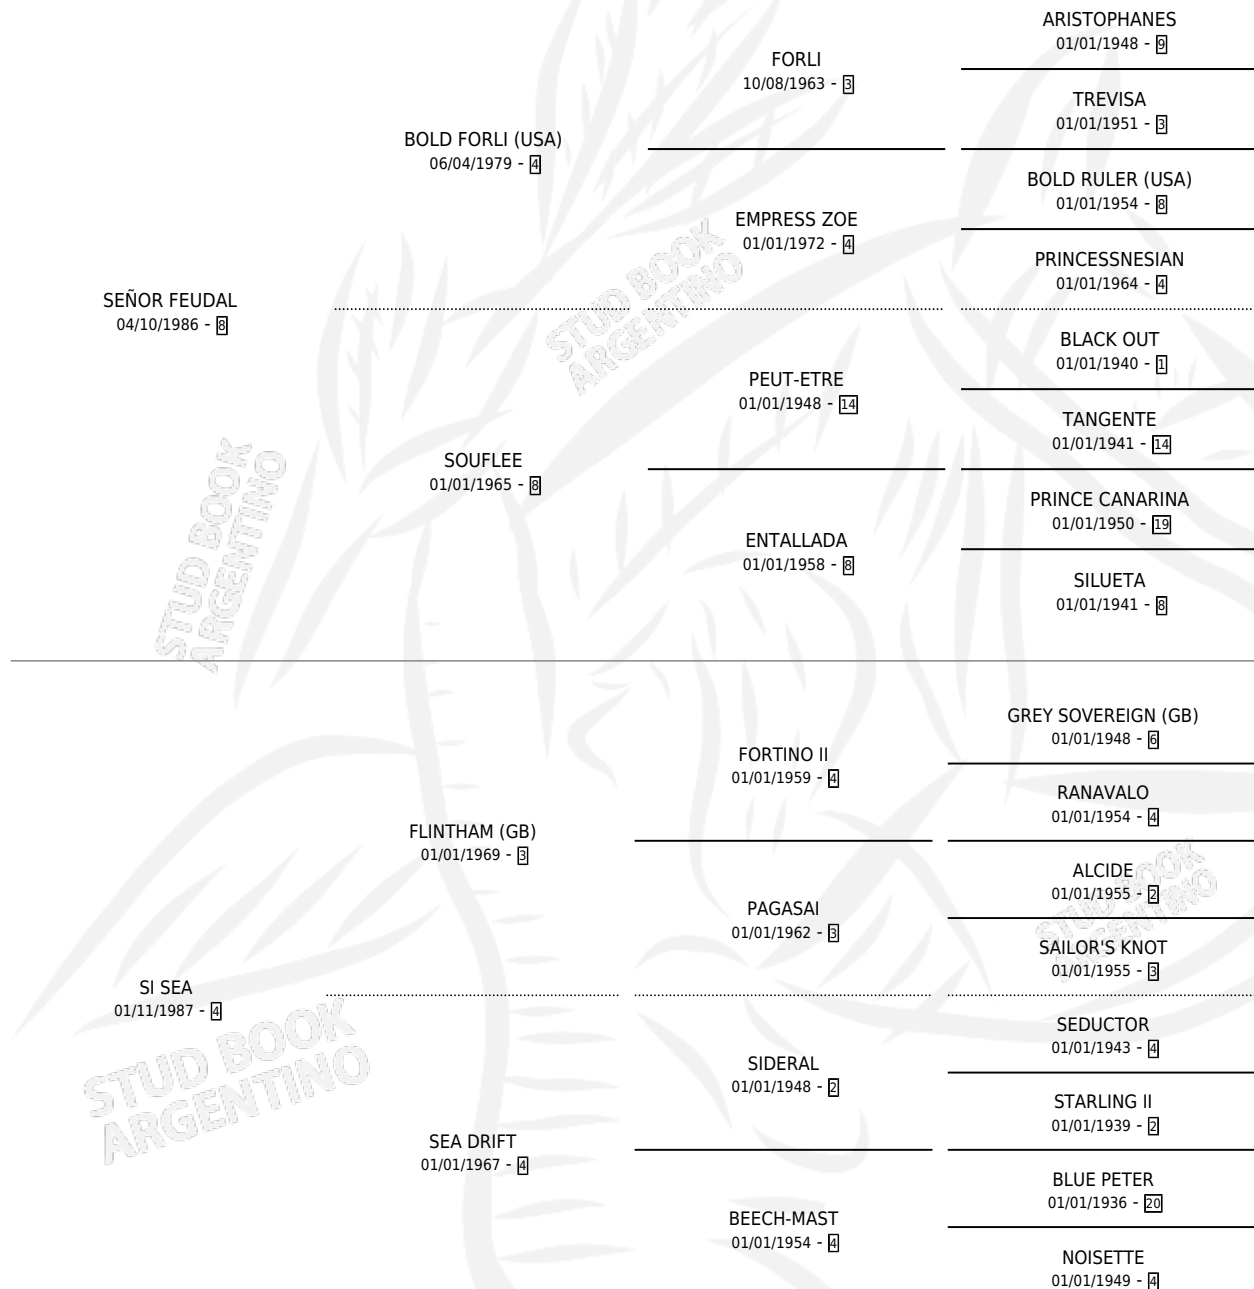 ARISTOPHANES
01/01/1948 - 9
FORLI
10/08/1963 - 3
TREVISA
01/01/1951 - 3
BOLD FORLI (USA)
06/04/1979 - 4
BOLD RULER (USA)
01/01/1954 - 8
EMPRESS ZOE
01/01/1972 - 4
PRINCESSNESIAN
01/01/1964 - 4
SEÑOR FEUDAL
04/10/1986 - 8
STUD BOOK
ARGENTINO
BLACK OUT
01/01/1940 - 1
PEUT-ETRE
01/01/1948 - 14
TANGENTE
01/01/1941 - 14
SOUFLEE
01/01/1965 - 8
PRINCE CANARINA
01/01/1950 - 19
ENTALLADA
01/01/1958 - 8
SILUETA
01/01/1941 - 8
STUD BOOK
ARGENTINO
GREY SOVEREIGN (GB)
01/01/1948 - 6
FORTINO II
01/01/1959 - 4
RANAVALO
01/01/1954 - 4
FLINTHAM (GB)
01/01/1969 - 3
ALCIDE
01/01/1955 - 2
PAGASAI
01/01/1962 - 3
STUD BOOK
ARGENTINO
SAILOR'S KNOT
01/01/1955 - 3
SI SEA
01/11/1987 - 4
STUD BOOK
ARGENTINO
SEDUCTOR
01/01/1943 - 4
SIDERAL
01/01/1948 - 2
STARLING II
01/01/1939 - 2
SEA DRIFT
01/01/1967 - 4
BLUE PETER
01/01/1936 - 20
BEECH-MAST
01/01/1954 - 4
NOISETTE
01/01/1949 - 4